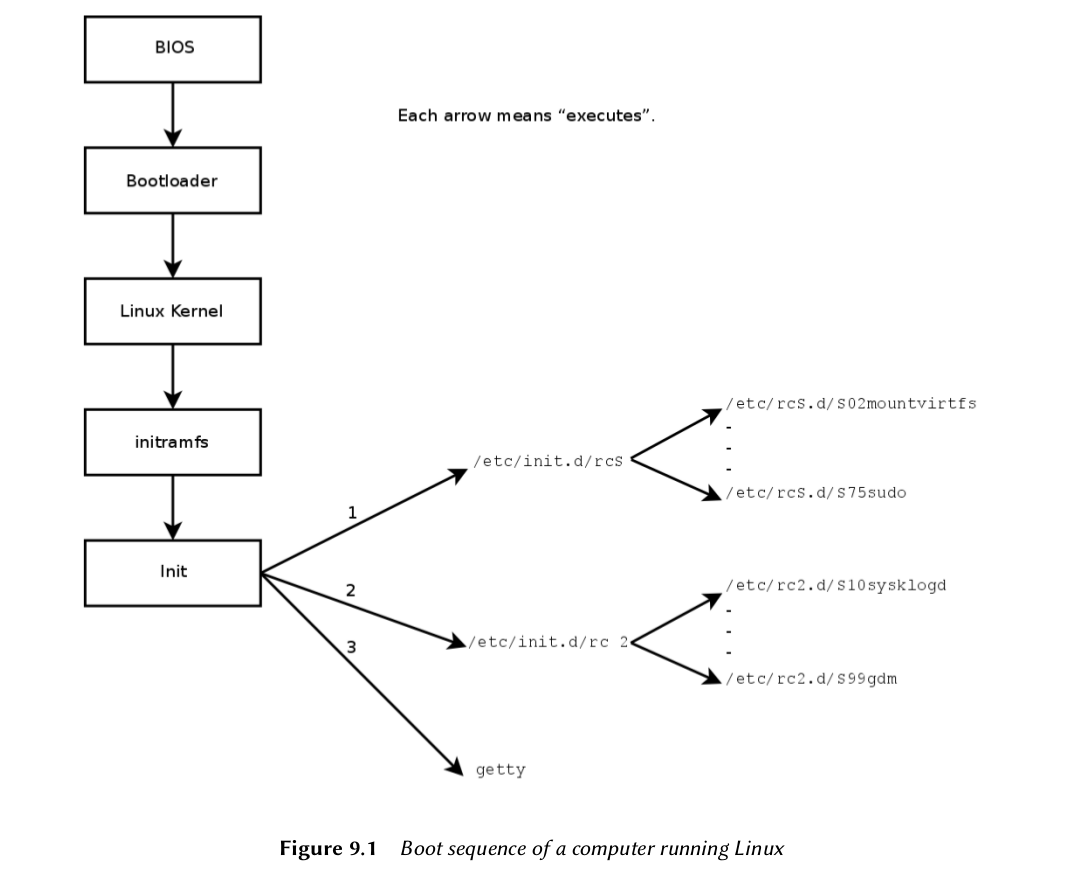 BIOS
Each arrow means “executes”.
Bootloader
Linux Kernel
initramfs
Init
1
2
3
/etc/init.d/rcS
/etc/rcS.d/S02mountvirtfs
-
-
-
/etc/rcS.d/S75sudo
/etc/init.d/rc 2
/etc/rc2.d/S10sysklogd
-
-
-
/etc/rc2.d/S99gdm
getty
Figure 9.1 Boot sequence of a computer running Linux